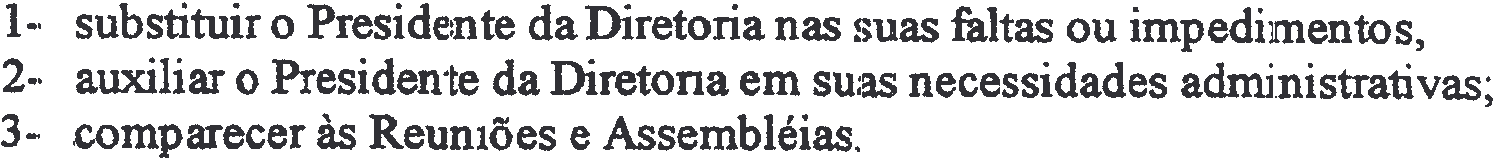 1- substituir o Presidente da Diretoria nas suas faltas ou impedimentos,
2- auxiliar o Presidente da Diretoria em suas necessidades administrativas;
3- comparecer às Reuniões e Assembléias.